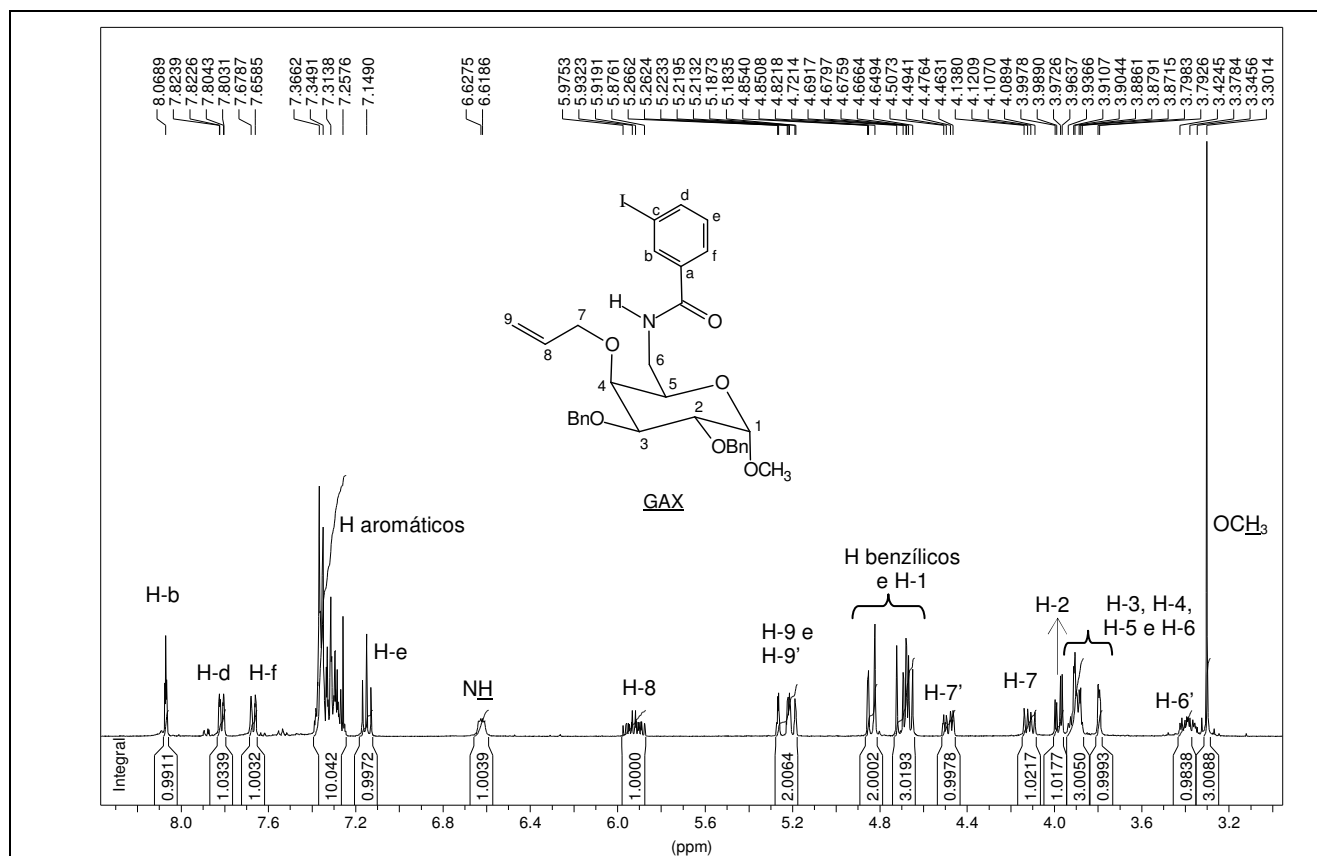 8.0689
7.8239
7.8226
7.8043
7.8031
7.6787
7.6585
7.3662
7.3491
7.3138
7.2576
7.1490
6.6275
6.6186
5.9753
5.9323
5.9191
5.8761
5.2662
5.2624
5.2233
5.2195
5.2132
5.1873
5.1835
4.8540
4.8508
4.8218
4.7214
4.6917
4.6797
4.6759
4.6664
4.6494
4.5073
4.4941
4.4764
4.4631
4.1380
4.1209
4.1070
4.0894
3.9978
3.9890
3.9726
3.9637
3.9366
3.9107
3.9044
3.8861
3.8791
3.8715
3.7983
3.7926
3.4245
3.3784
3.3456
3.3014
I
d
c
e
b
f
a
H
N
O
9
7
8
O
6
4
5
O
2
1
BnO
3
OBn
OCH3
GAX
H aromáticos
OCH3
H benzílicos
e H-1
H-b
H-2
H-3, H-4,
H-5 e H-6
H-9 e
H-9'
H-d
H-f
H-e
NH
H-8
H-7'
H-7
H-6'
Integral
0.9911
1.0339
1.0032
10.042
0.9972
1.0039
1.0000
2.0064
2.0002
3.0193
0.9978
1.0217
1.0177
3.0050
0.9993
0.9838
3.0088
8.0 7.6 7.2 6.8 6.4 6.0 5.6 5.2 4.8 4.4 4.0 3.6 3.2
(ppm)